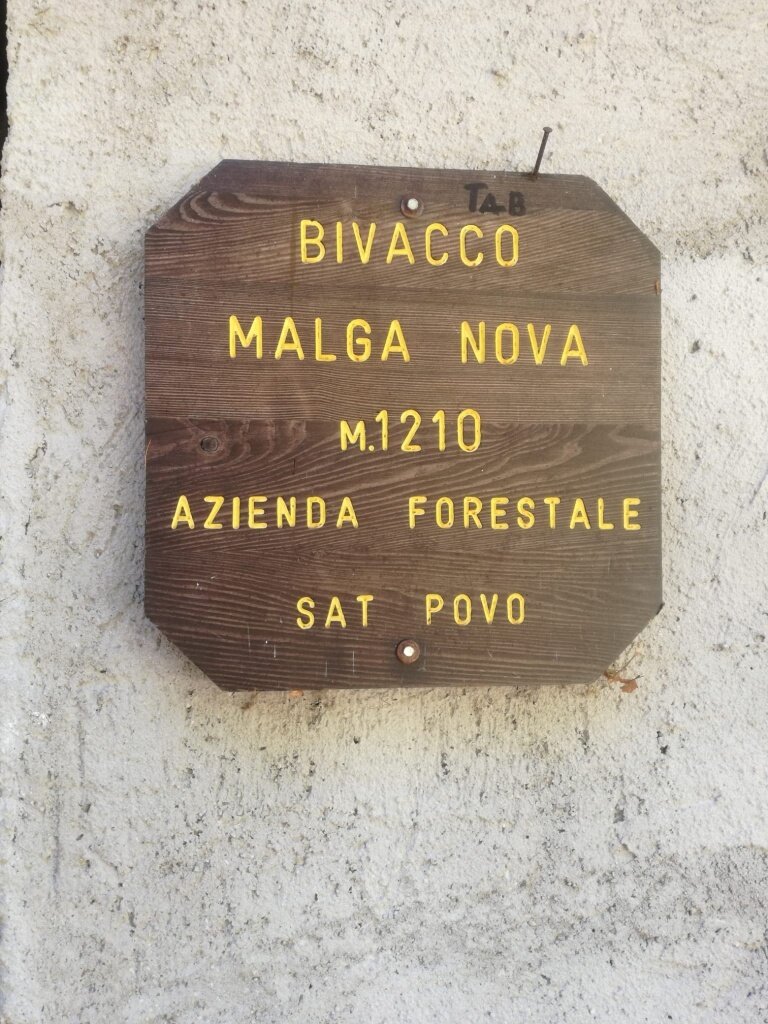 TAB
BIVACCO
MALGA NOVA
M.1210
AZIENDA FORESTALE
SAT POVO